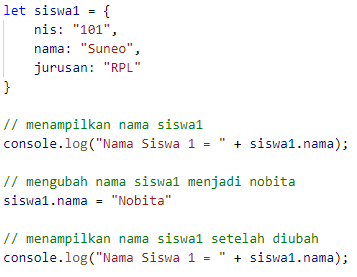 let siswa1 = {
    nis: "101",
    nama: "Suneo",
    jurusan: "RPL"
}

// menampilkan nama siswa1
console.log("Nama Siswa 1 = " + siswa1.nama);

// mengubah nama siswa1 menjadi nobita
siswa1.nama = "Nobita"

// menampilkan nama siswa1 setelah diubah
console.log("Nama Siswa 1 = " + siswa1.nama);